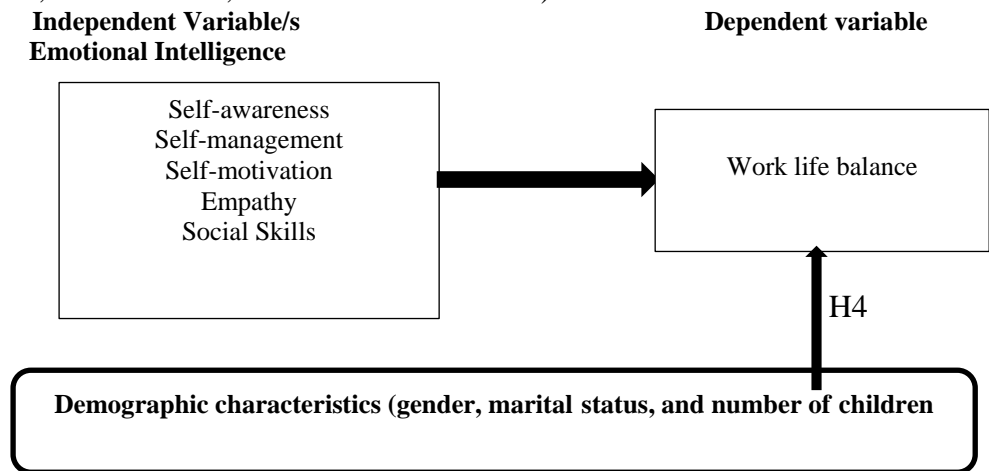 Independent Variable/s
Dependent variable
Emotional Intelligence
Self-awareness
Self-management
Self-motivation
Empathy
Social Skills
Work life balance
H4
Demographic characteristics (gender, marital status, and number of children